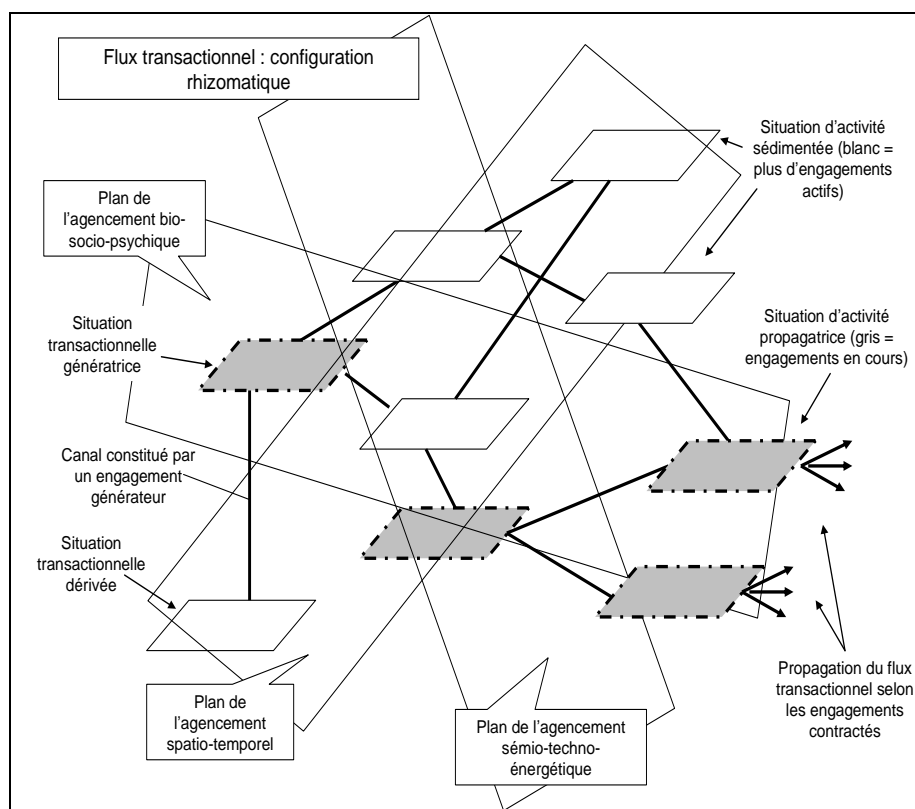 Flux transactionnel : configuration
rhizomatique
Situation d'activité
sédimentée (blanc =
plus d'engagements
actifs)
Plan de
l'agencement bio-
socio-psychique
Situation
transactionnelle
génératrice
Situation d'activité
propagatrice (gris =
engagements en cours)
Canal constitué par
un engagement
générateur
Situation
transactionnelle
dérivée
Propagation du flux
transactionnel selon
les engagements
contractés
Plan de
l'agencement
spatio-temporel
Plan de l'agencement
sémio-techno-
énergétique